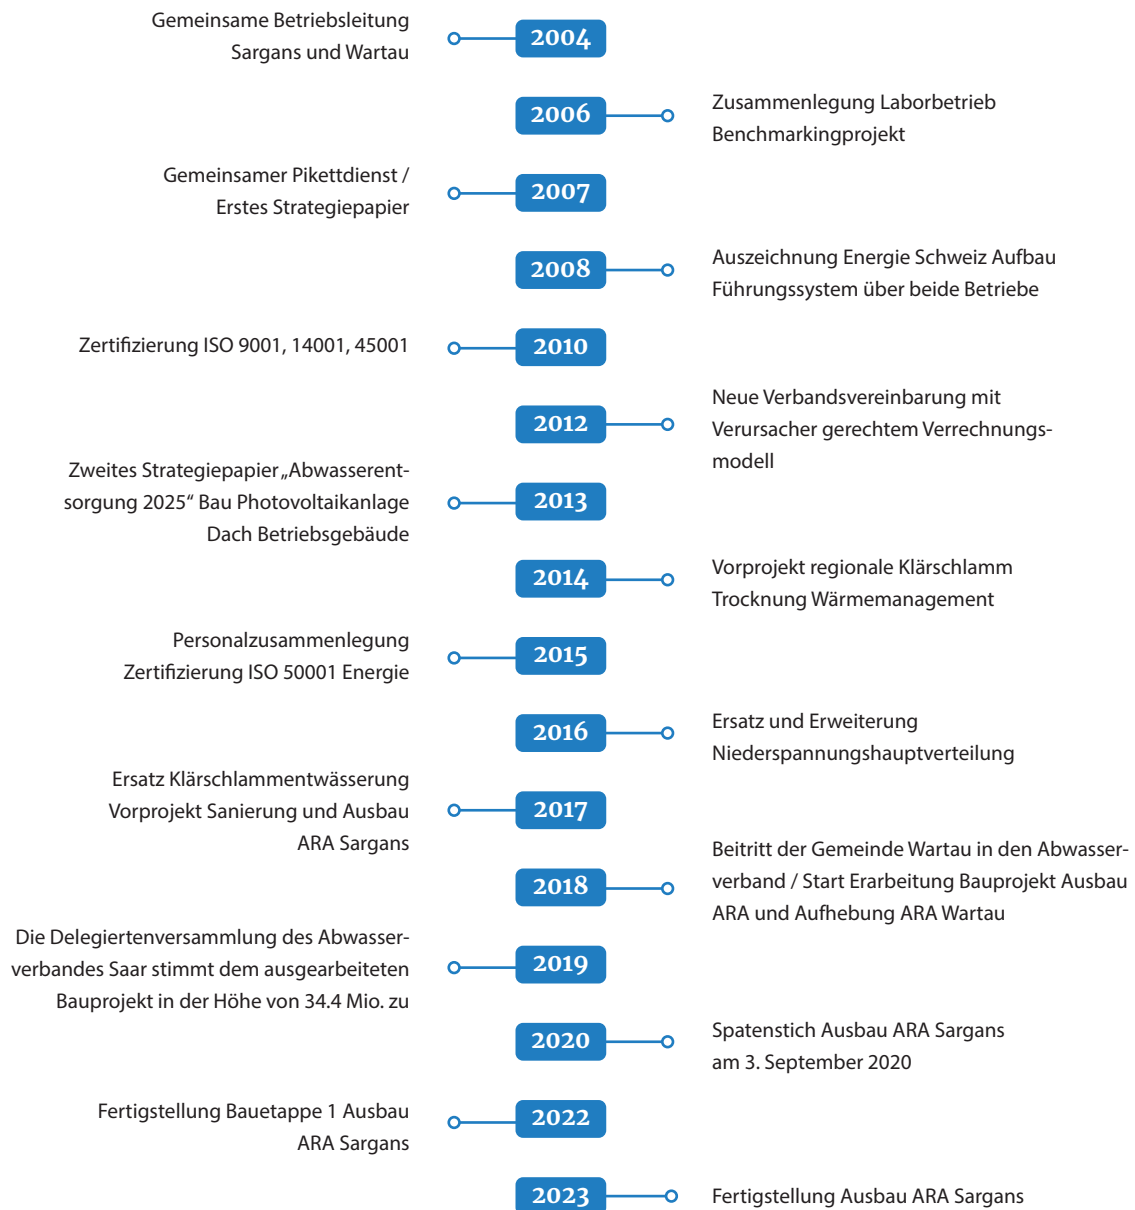 Gemeinsame Betriebsleitung
Sargans und Wartau
2004
2006
Zusammenlegung Laborbetrieb
Benchmarkingprojekt
Gemeinsamer Pikettdienst /
Erstes Strategiepapier
2007
2008
Auszeichnung Energie Schweiz Aufbau
Führungssystem über beide Betriebe
Zertifizierung ISO 9001, 14001, 45001
2010
2012
Neue Verbandsvereinbarung mit
Verursacher gerechtem Verrechnungs-
modell
Zweites Strategiepapier „Abwasserent-
sorgung 2025“ Bau Photovoltaikanlage
Dach Betriebsgebäude
2013
2014
Vorprojekt regionale Klärschlamm
Trocknung Wärmemanagement
Personalzusammenlegung
Zertifizierung ISO 50001 Energie
2015
2016
Ersatz und Erweiterung
Niederspannungshauptverteilung
Ersatz Klärschlammentwässerung
Vorprojekt Sanierung und Ausbau
ARA Sargans
2017
2018
Beitritt der Gemeinde Wartau in den Abwasser-
verband / Start Erarbeitung Bauprojekt Ausbau
ARA und Aufhebung ARA Wartau
Die Delegiertenversammlung des Abwasser-
verbandes Saar stimmt dem ausgearbeiteten
Bauprojekt in der Höhe von 34.4 Mio. zu
2019
2020
Spatenstich Ausbau ARA Sargans
am 3. September 2020
Fertigstellung Bauetappe 1 Ausbau
ARA Sargans
2022
2023
Fertigstellung Ausbau ARA Sargans